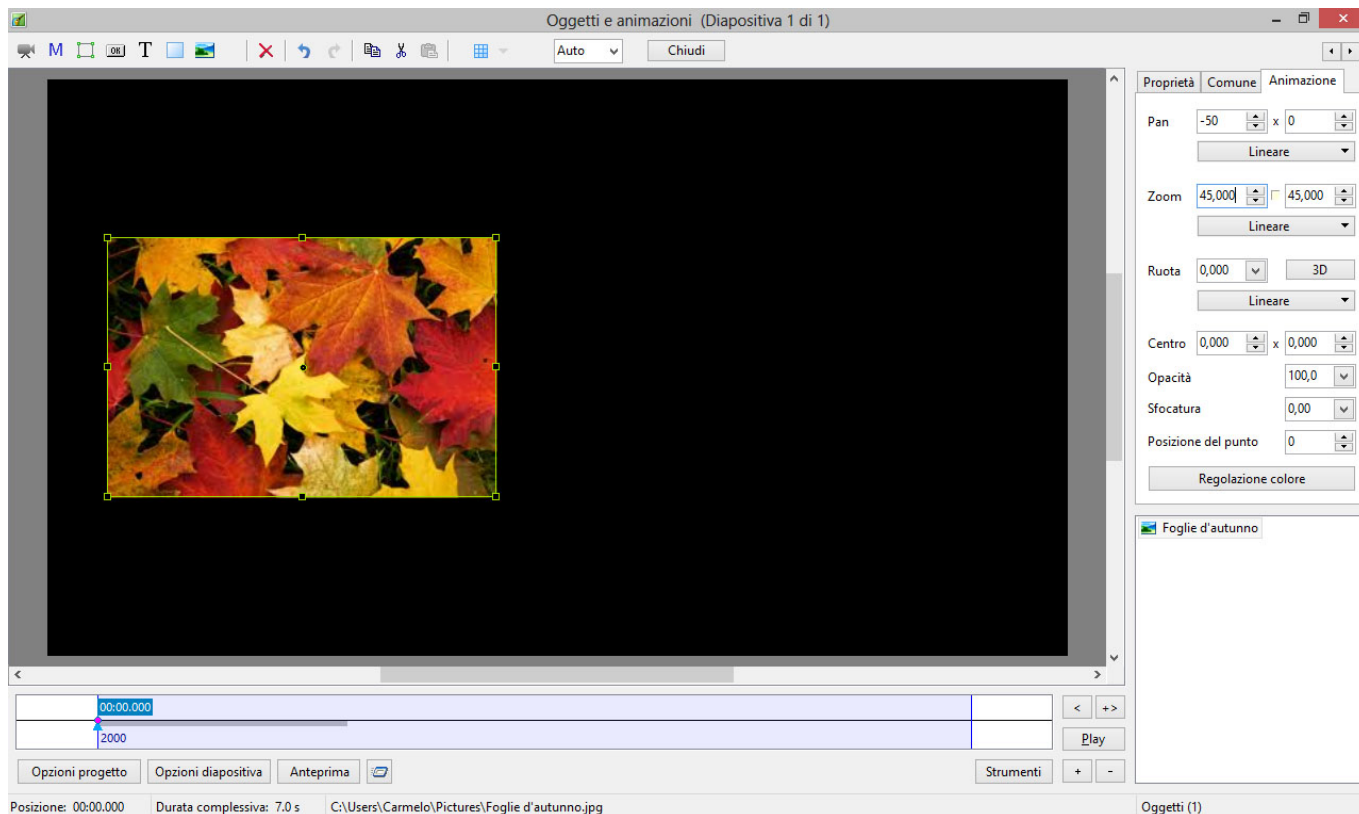 Oggetti e animazioni (Diapositiva 1 di 1)
M OK T Auto Chiudi
Proprietà Comune Animazione
Pan -50 x 0
Lineare
Zoom 45,000 45,000
Lineare
Ruota 0,000 3D
Lineare
Centro 0,000 x 0,000
Opacità 100,0
Sfocatura 0,00
Posizione del punto 0
Regolazione colore
Foglie d'autunno
00:00.000
< +>
2000
Play
Opzioni progetto Opzioni diapositiva Anteprima Strumenti + -
Posizione: 00:00.000 Durata complessiva: 7.0 s C:\Users\Carmelo\Pictures\Foglie d'autunno.jpg Oggetti (1)